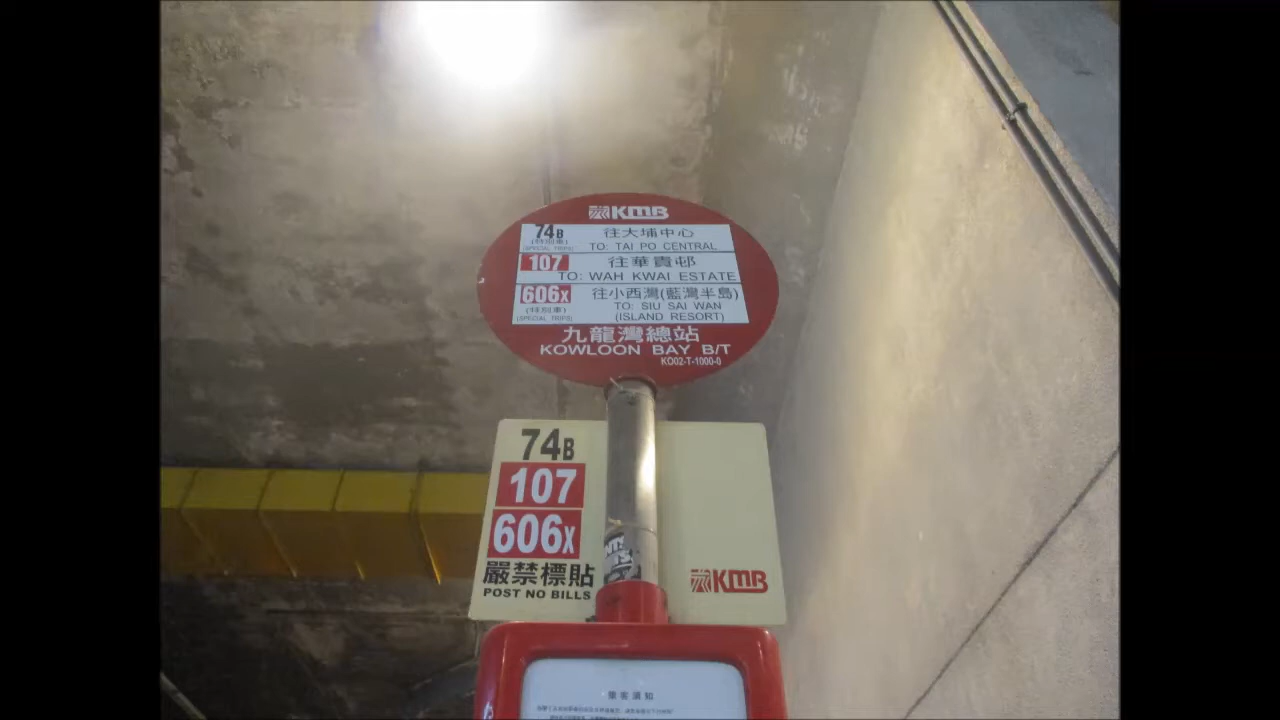 KMB
74B 往大埔中心
(特別車)
(SPECIAL TRIPS) TO: TAI PO CENTRAL
107 往華貴邨
TO: WAH KWAI ESTATE
606X 往小西灣(藍灣半島)
(特別車) TO: SIU SAI WAN
(SPECIAL TRIPS) (ISLAND RESORT)
九龍灣總站
KOWLOON BAY B/T
KO02-T-1000-0
74B
107
606X
嚴禁標貼
POST NO BILLS
KMB
乘客須知